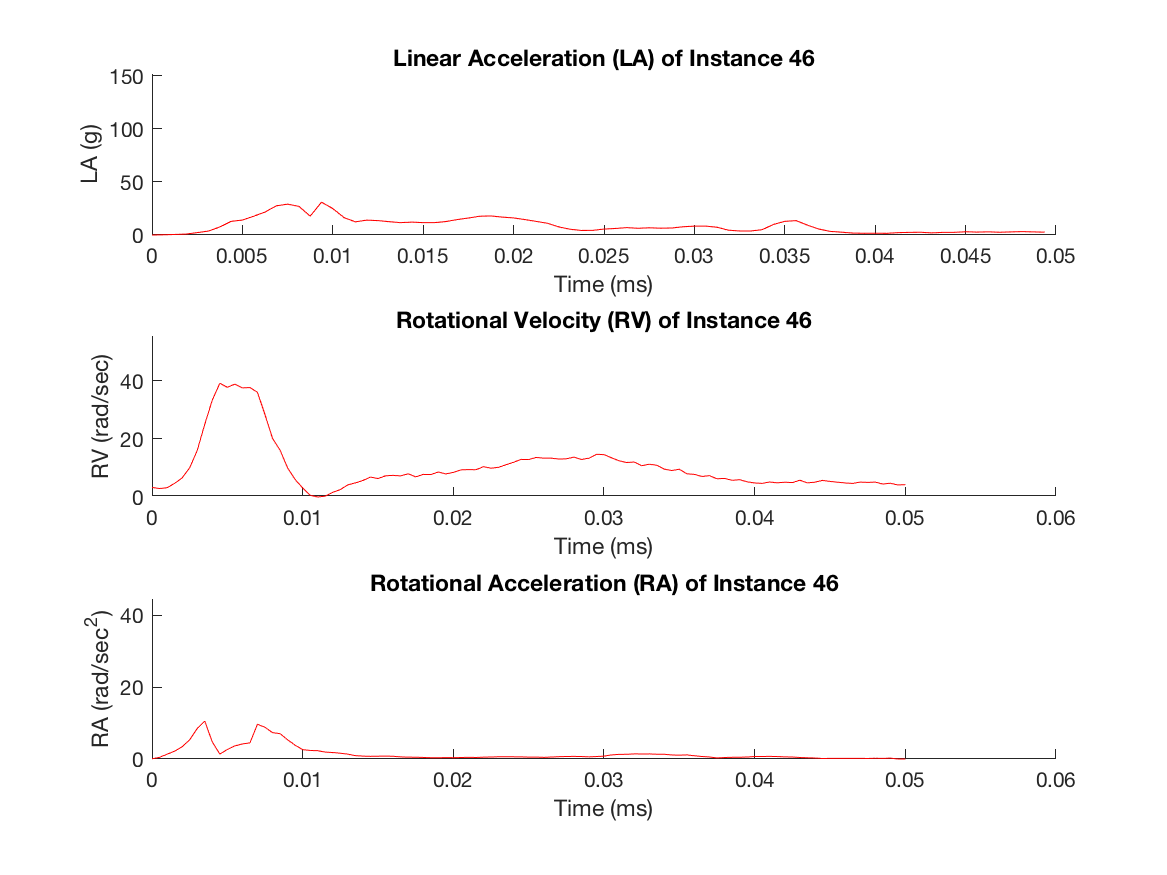 Linear Acceleration (LA) of Instance 46
150
100
50
0
LA (g)
0 0.005 0.01 0.015 0.02 0.025 0.03 0.035 0.04 0.045 0.05
Time (ms)
Rotational Velocity (RV) of Instance 46
40
20
0
RV (rad/sec)
0 0.01 0.02 0.03 0.04 0.05 0.06
Time (ms)
Rotational Acceleration (RA) of Instance 46
40
20
0
RA (rad/sec²)
0 0.01 0.02 0.03 0.04 0.05 0.06
Time (ms)